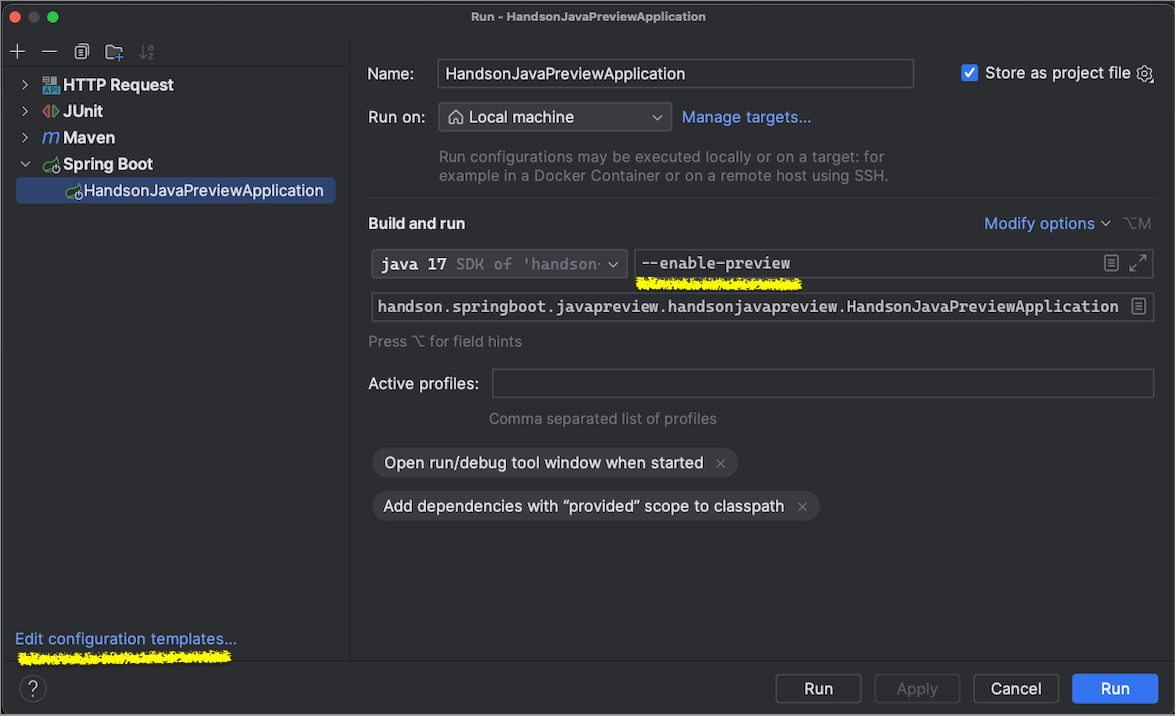 Run - HandsonJavaPreviewApplication
HTTP Request
JUnit
Maven
Spring Boot
HandsonJavaPreviewApplication
Edit configuration templates...
Name: HandsonJavaPreviewApplication Store as project file
Run on: Local machine Manage targets...
Run configurations may be executed locally or on a target: for
example in a Docker Container or on a remote host using SSH.
Build and run Modify options ⌥M
java 17 SDK of 'handson- --enable-preview
handson.springboot.javapreview.handsonjavapreview.HandsonJavaPreviewApplication
Press ⌥ for field hints
Active profiles:
Comma separated list of profiles
Open run/debug tool window when started ×
Add dependencies with “provided” scope to classpath ×
? Run Apply Cancel Run